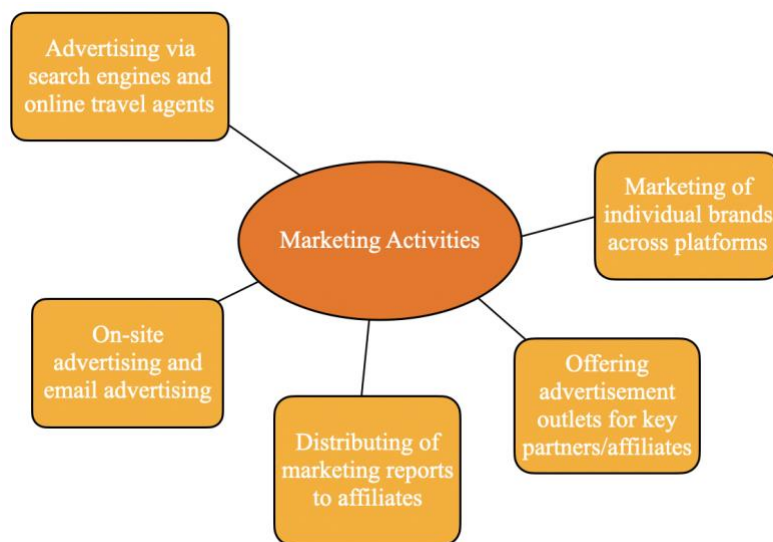 Advertising via
search engines and
online travel agents
Marketing of
individual brands
across platforms
Marketing Activities
On-site
advertising and
email advertising
Offering
advertisement
outlets for key
partners/affiliates
Distributing of
marketing reports
to affiliates